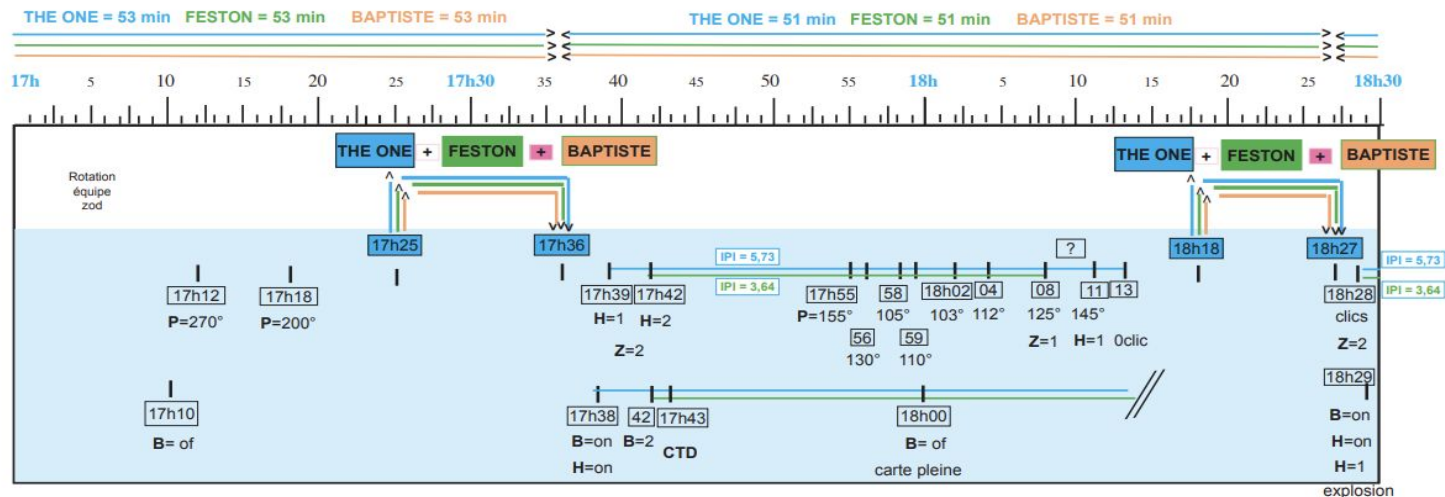 THE ONE = 53 min FESTON = 53 min BAPTISTE = 53 min THE ONE = 51 min FESTON = 51 min BAPTISTE = 51 min
17h 5 10 15 20 25 17h30 35 40 45 50 55 18h 5 10 15 20 25 18h30
THE ONE + FESTON + BAPTISTE THE ONE + FESTON + BAPTISTE
Rotation
équipe
zod
17h25 17h36 18h18 18h27
IPI = 5,73 ? IPI = 5,73
17h12 17h18 17h39 17h42 IPI = 3,64 17h55 58 18h02 04 08 11 13 18h28 IPI = 3,64
P=270° P=200° H=1 H=2 P=155° 105° 103° 112° 125° 145° clics
Z=2 56 59 Z=1 H=1 0clic Z=2
130° 110°
18h29
17h10 17h38 42 17h43 18h00
B= of B=on B=2 CTD B= of B=on
H=on carte pleine H=on
H=1
explosion